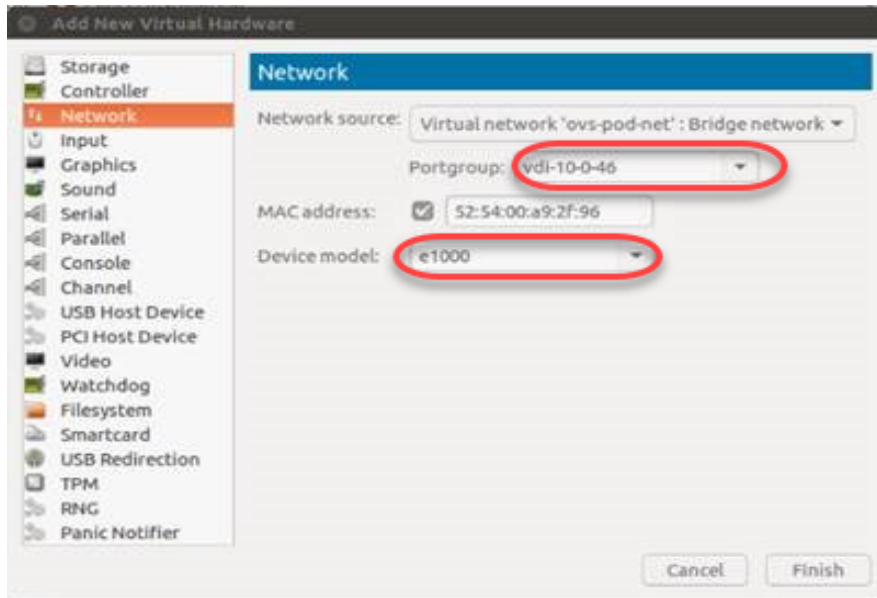 Add New Virtual Hardware
Storage
Controller
Network
Input
Graphics
Sound
Serial
Parallel
Console
Channel
USB Host Device
PCI Host Device
Video
Watchdog
Filesystem
Smartcard
USB Redirection
TPM
RNG
Panic Notifier
Network
Network source: Virtual network 'ovs-pod-net' : Bridge network
Portgroup: vdi-10-0-46
MAC address: 52:54:00:a9:2f:96
Device model: e1000
Cancel Finish